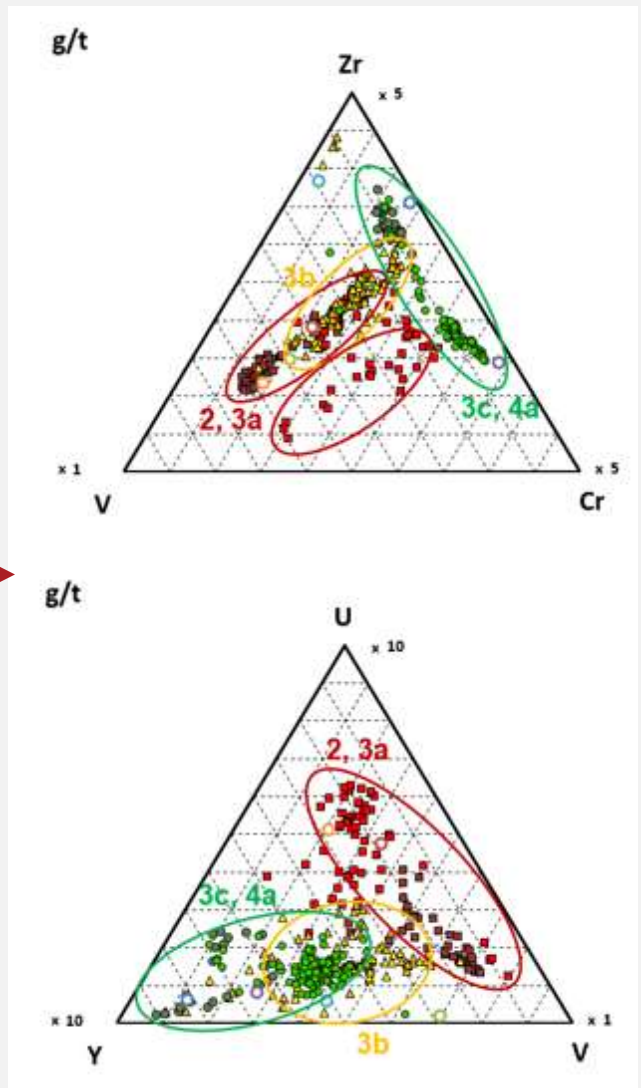 g/t
Zr
x 5
3b
2, 3a
3c, 4a
x 1
x 5
V
Cr
g/t
U
x 10
2, 3a
3c, 4a
x 10
x 1
Y
3b
V